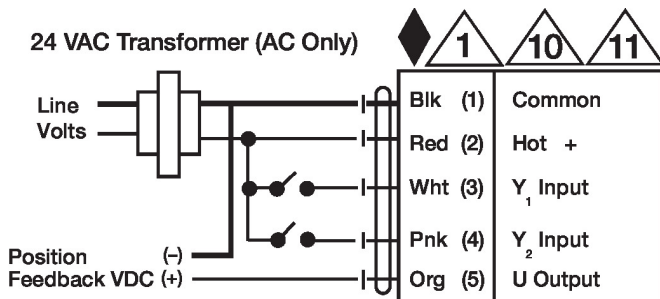 24 VAC Transformer (AC Only)
1
10
11
Line
Volts
Blk (1) Common
Red (2) Hot +
Wht (3) Y1 Input
Pnk (4) Y2 Input
Org (5) U Output
Position (–)
Feedback VDC (+)